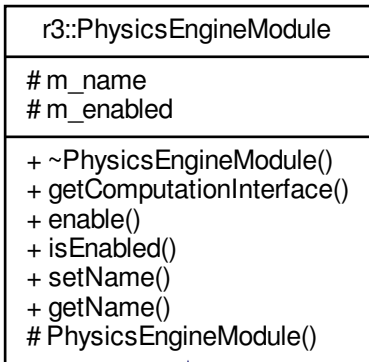 r3::PhysicsEngineModule
# m_name
# m_enabled
+ ~PhysicsEngineModule()
+ getComputationInterface()
+ enable()
+ isEnabled()
+ setName()
+ getName()
# PhysicsEngineModule()